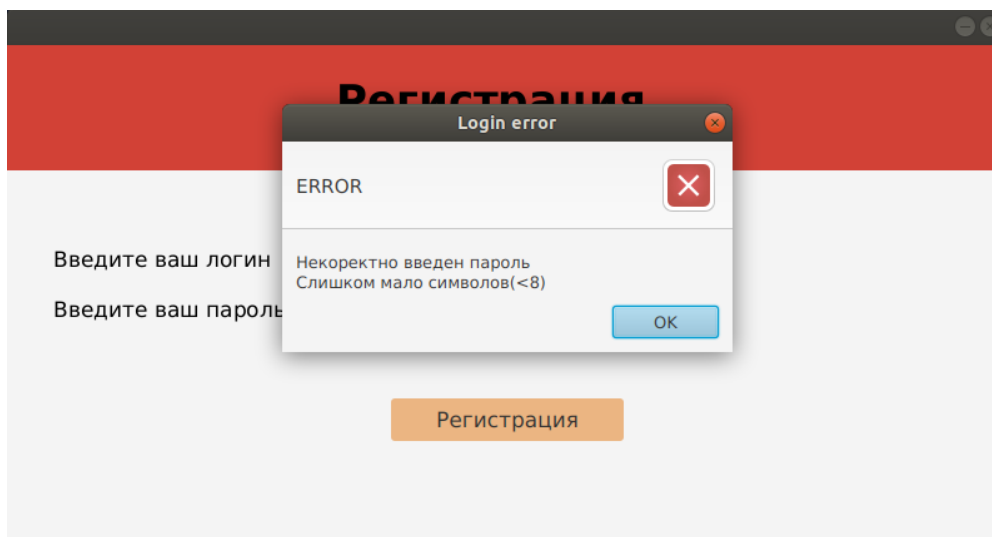 Регистрация
Login error
ERROR
Введите ваш логин
Некоректно введен пароль
Слишком мало символов(<8)
Введите ваш пароль
OK
Регистрация